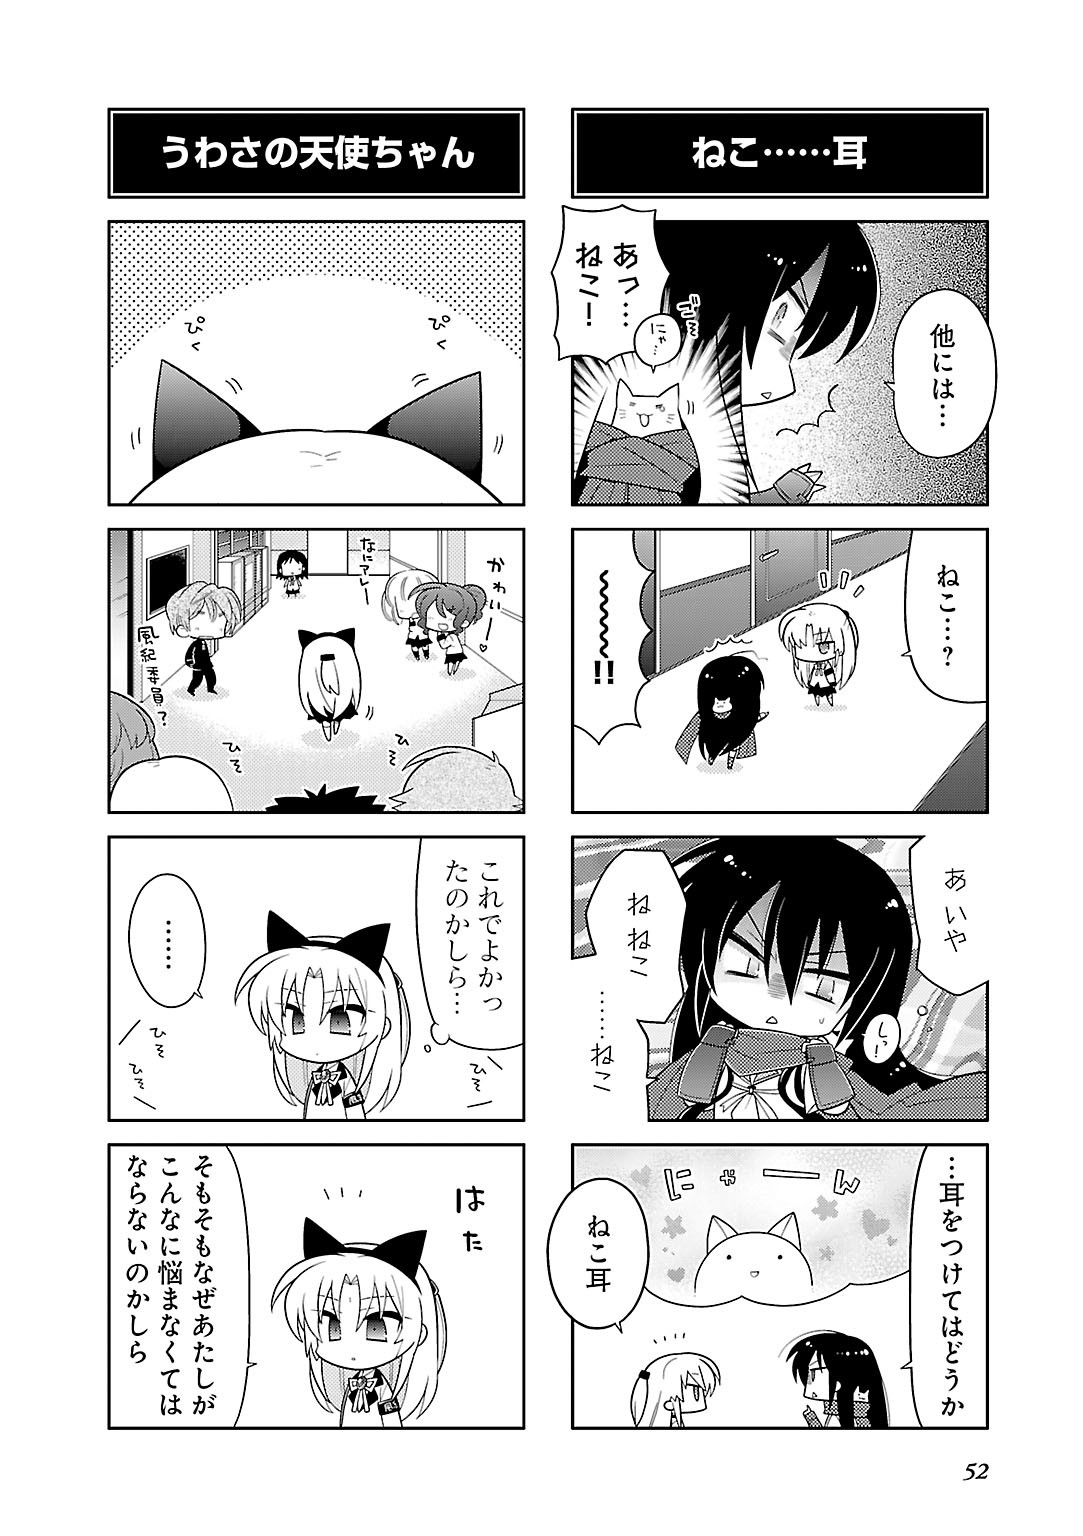 ねこ……耳
他には…
あっ…
ねこ！
ごそ
にゃ…
ねこ…？
〜〜!!
あいや
ねねこ
……ねこ
しっ！
…耳をつけてはどうか
にゃーん
ねこ耳
うわさの天使ちゃん
ぴく
ぴく
かわいー
なにアレー
風紀委員？
ひそ
ひそ
これでよかっ
たのかしら…
……
ひそ
ひそ
ひそ
はた
そもそもなぜあたしが
こんなに悩まなくては
ならないのかしら
52